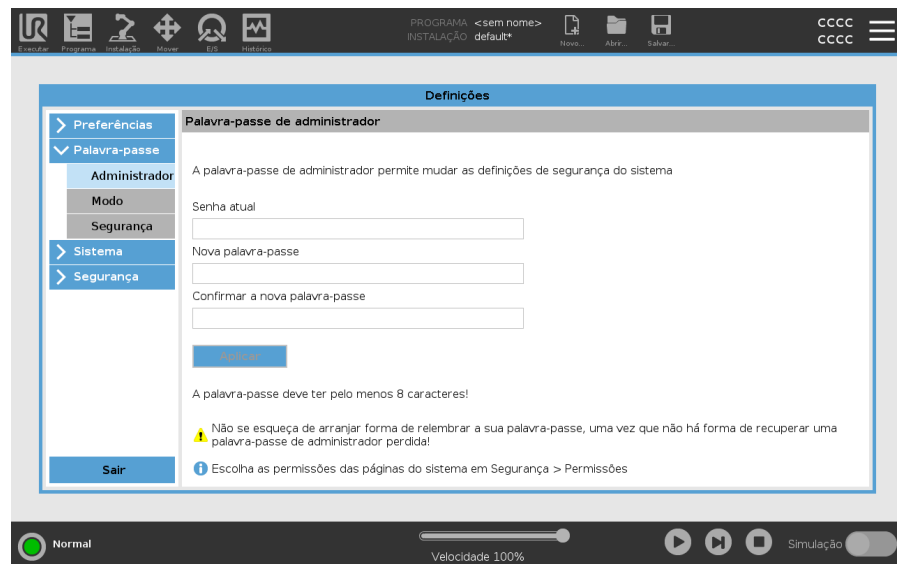 PROGRAMA <sem nome>
INSTALAÇÃO default*
CCCC
CCCC
Executar Programa Instalação Mover E/S Histórico Novo... Abrir... Salvar...
Definições
Preferências
Palavra-passe
Administrador
Modo
Segurança
Sistema
Segurança
Sair
Palavra-passe de administrador
A palavra-passe de administrador permite mudar as definições de segurança do sistema
Senha atual
Nova palavra-passe
Confirmar a nova palavra-passe
Aplicar
A palavra-passe deve ter pelo menos 8 caracteres!
Não se esqueça de arranjar forma de relembrar a sua palavra-passe, uma vez que não há forma de recuperar uma
palavra-passe de administrador perdida!
Escolha as permissões das páginas do sistema em Segurança > Permissões
Normal
Velocidade 100%
Simulação